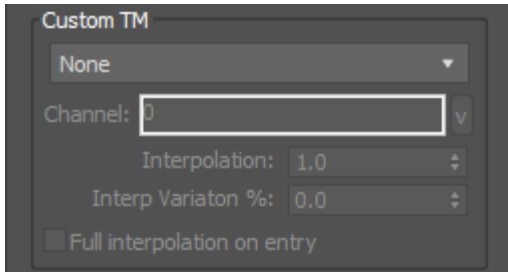 Custom TM
None
Channel: 0 v
Interpolation: 1.0
Interp Variaton %: 0.0
Full interpolation on entry